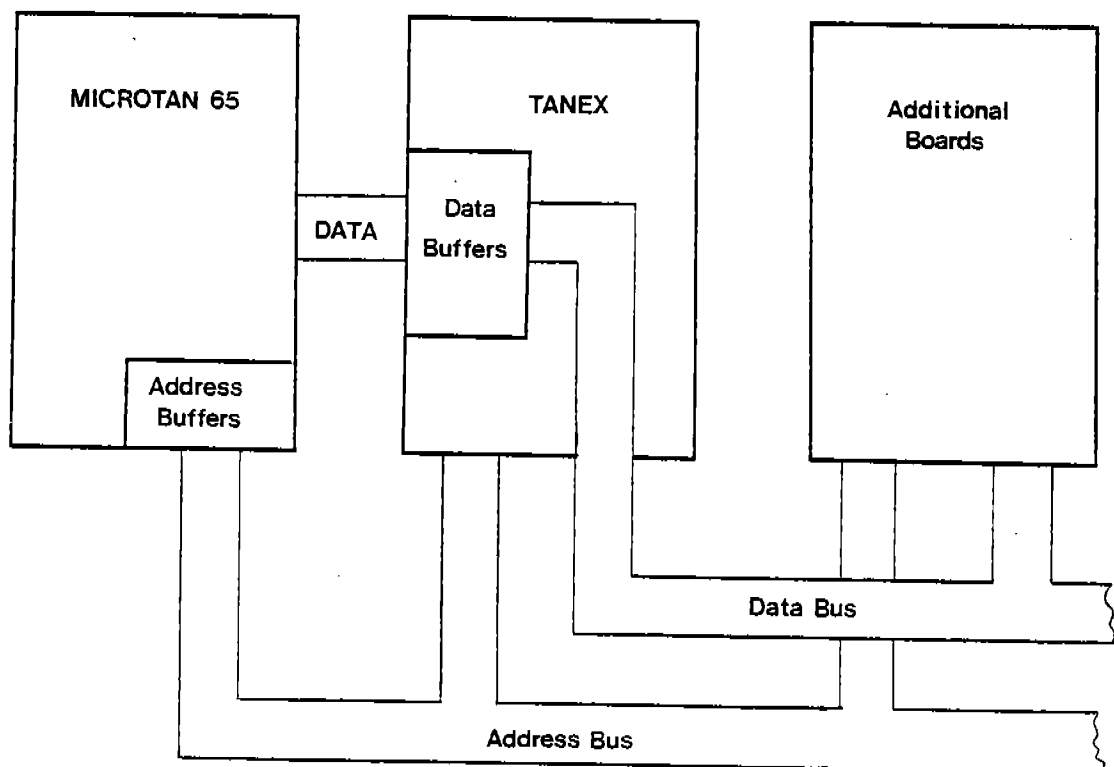 MICROTAN 65
TANEX
Additional
Boards
DATA
Data
Buffers
Address
Buffers
Data Bus
Address Bus